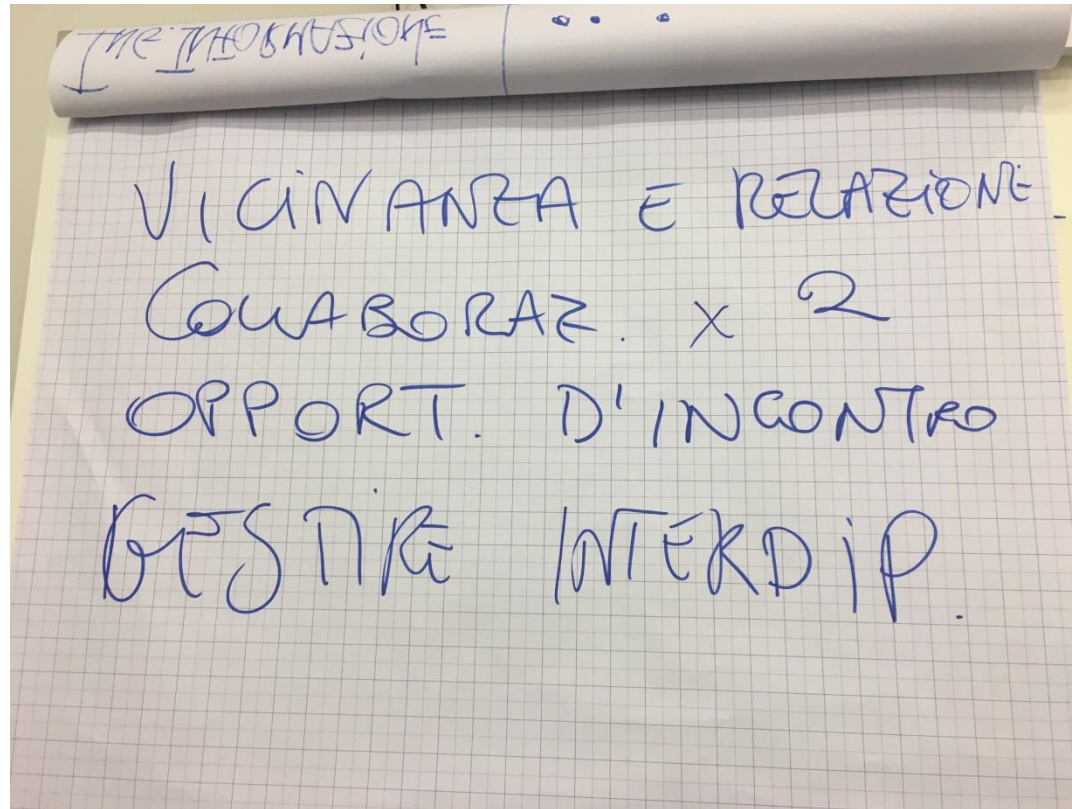 VICINANZA E RELAZIONE.
COLLABORAZ. x 2
OPPORT. D'INCONTRO
GESTIRE INTERDIP.